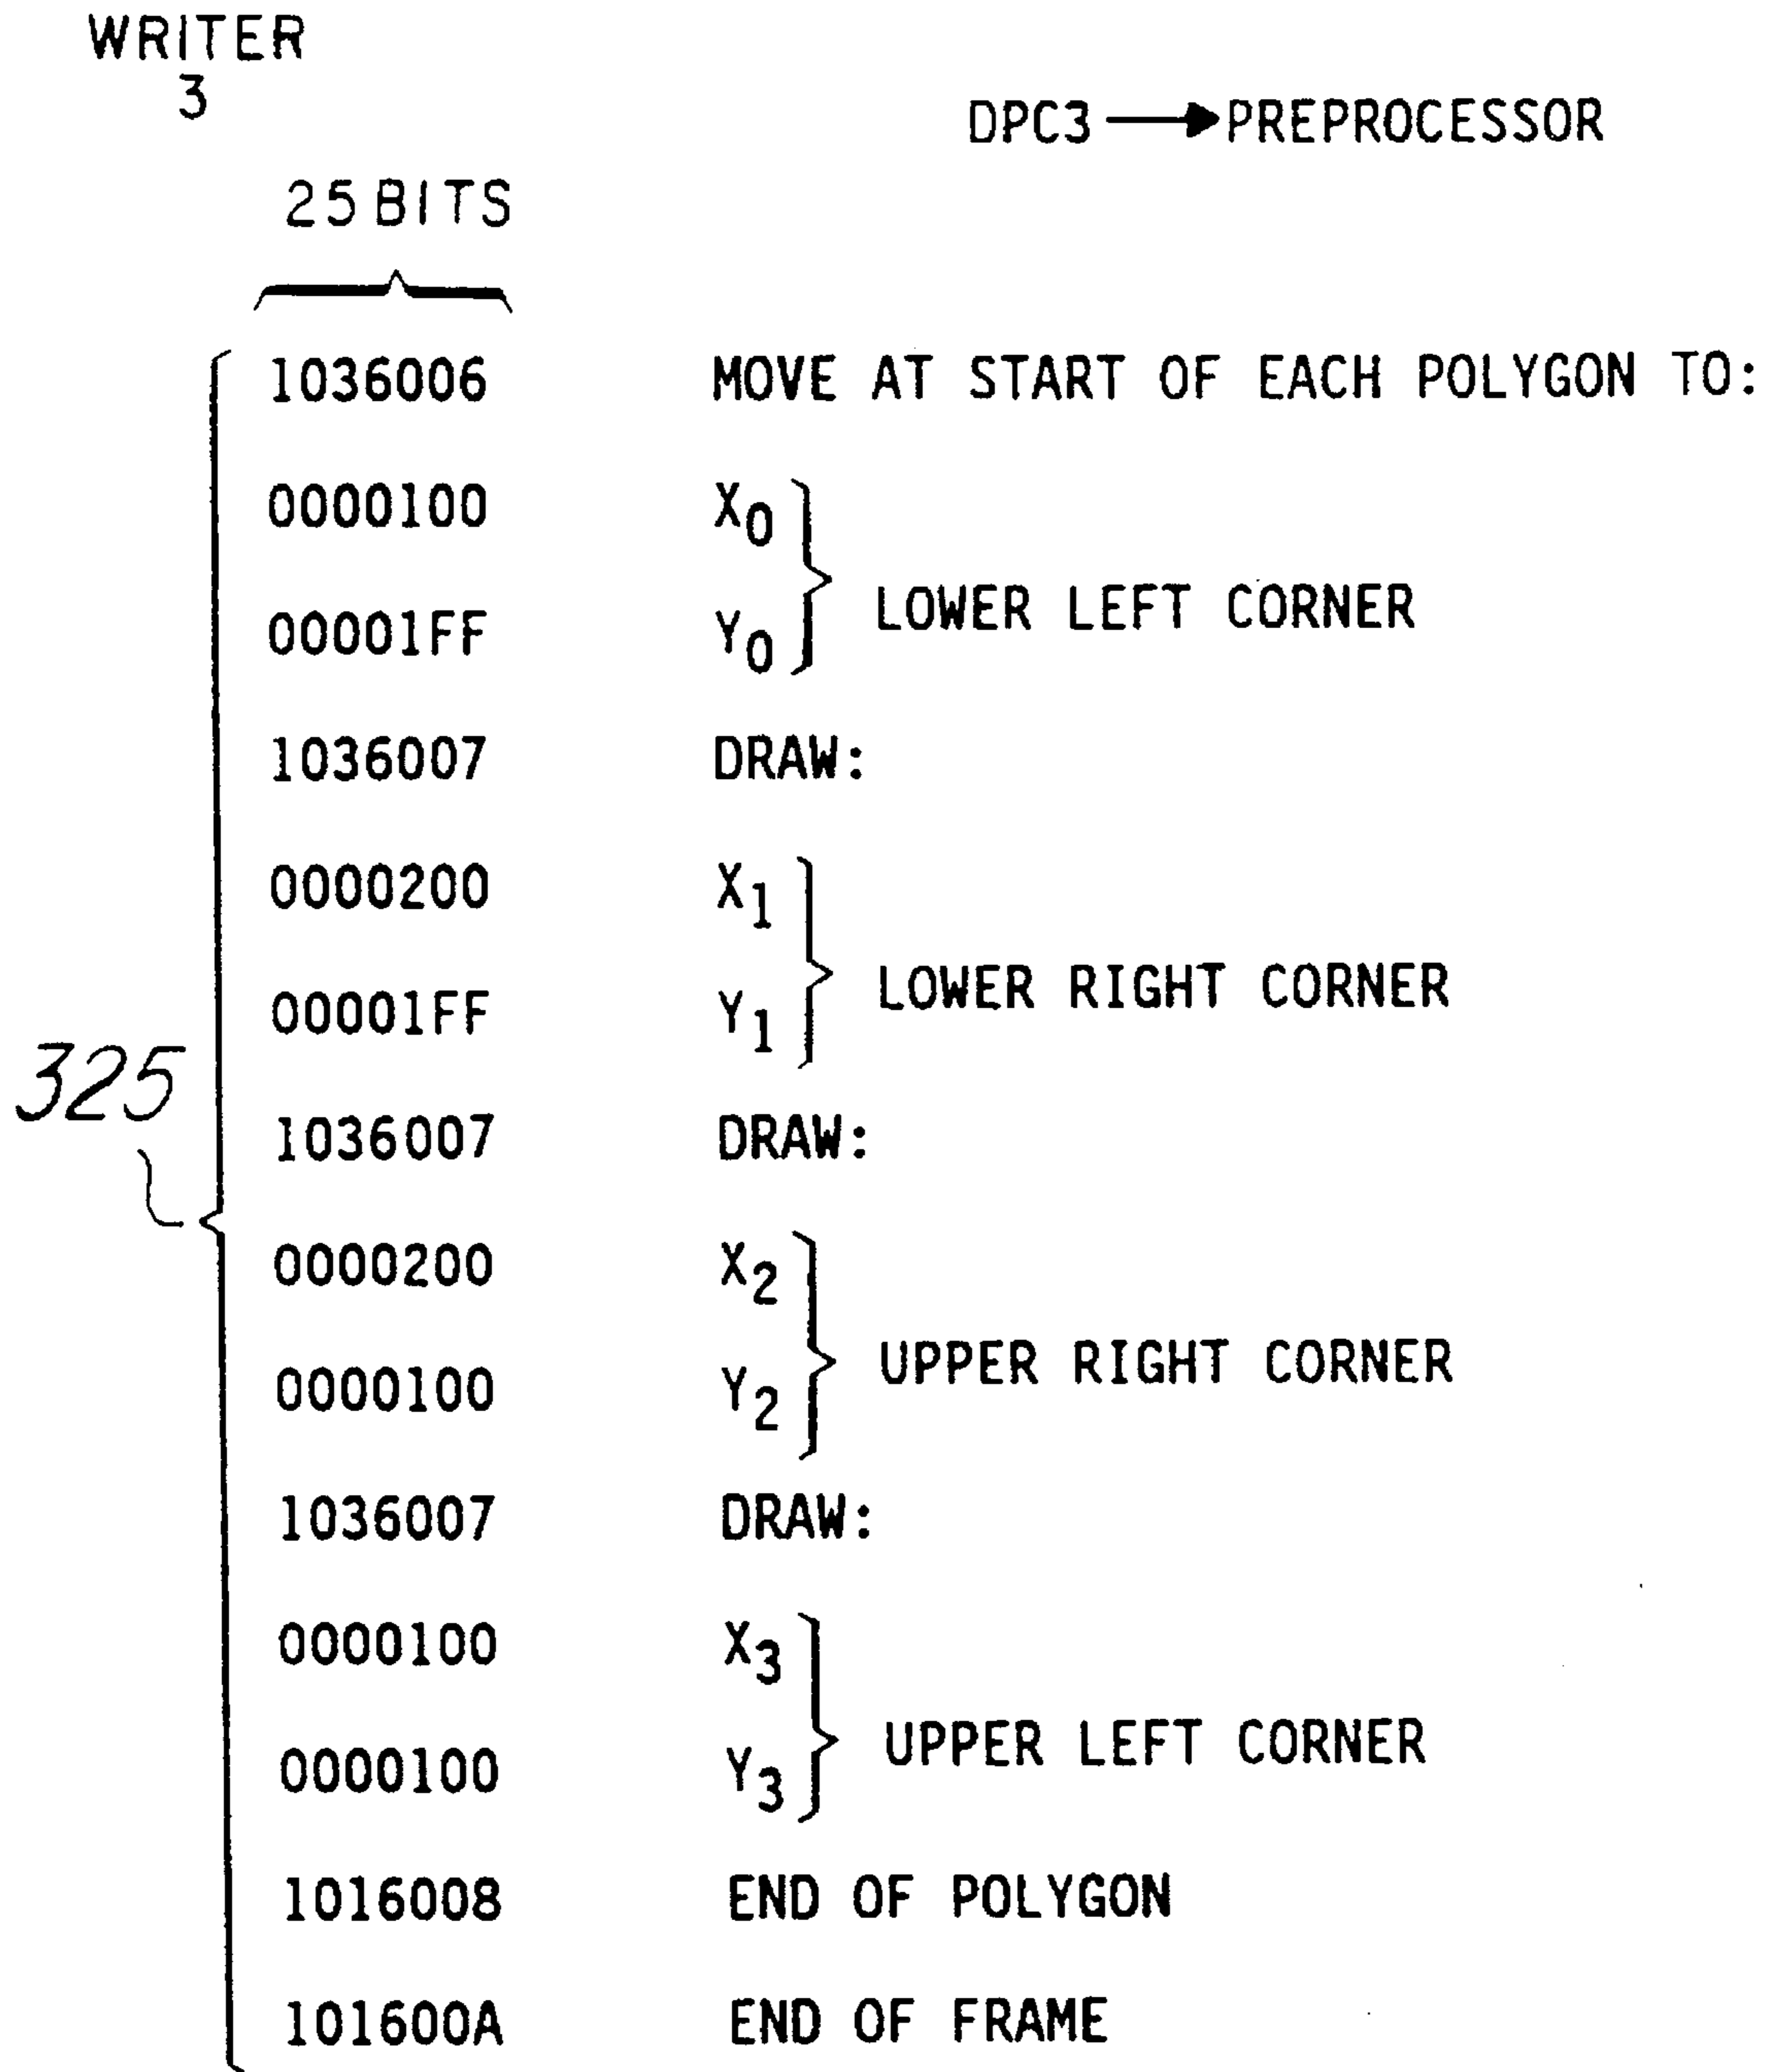 WRITER
3
DPC3 → PREPROCESSOR
25 BITS
1036006 MOVE AT START OF EACH POLYGON TO:
0000100 X0
LOWER LEFT CORNER
00001FF Y0
1036007 DRAW:
0000200 X1
LOWER RIGHT CORNER
00001FF Y1
325
1036007 DRAW:
0000200 X2
UPPER RIGHT CORNER
0000100 Y2
1036007 DRAW:
0000100 X3
UPPER LEFT CORNER
0000100 Y3
1016008 END OF POLYGON
101600A END OF FRAME